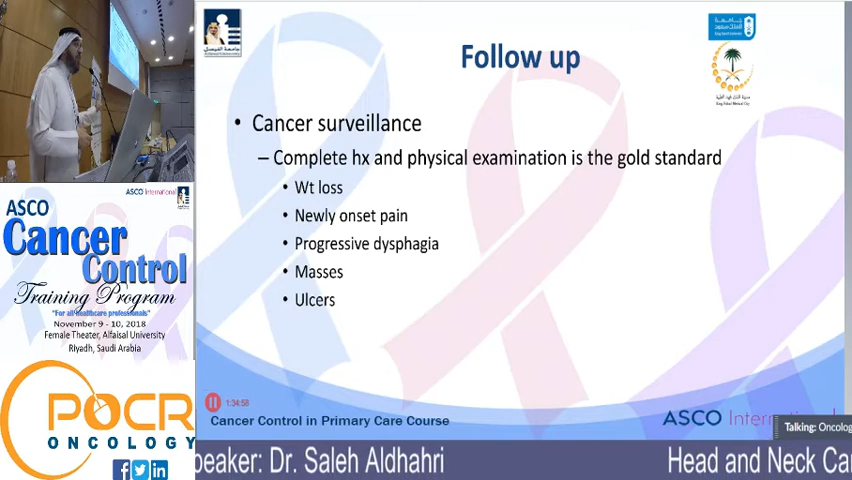 Follow up
• Cancer surveillance
– Complete hx and physical examination is the gold standard
• Wt loss
• Newly onset pain
• Progressive dysphagia
• Masses
• Ulcers
1:34:58
Cancer Control in Primary Care Course
ASCO International
Talking: Oncolog
ASCO International
ASCO
Cancer
Control
Training Program
"For all healthcare professionals"
November 9 - 10, 2018
Female Theater, Alfaisal University
Riyadh, Saudi Arabia
POCR
ONCOLOGY
peaker: Dr. Saleh Aldhahri
Head and Neck Ca